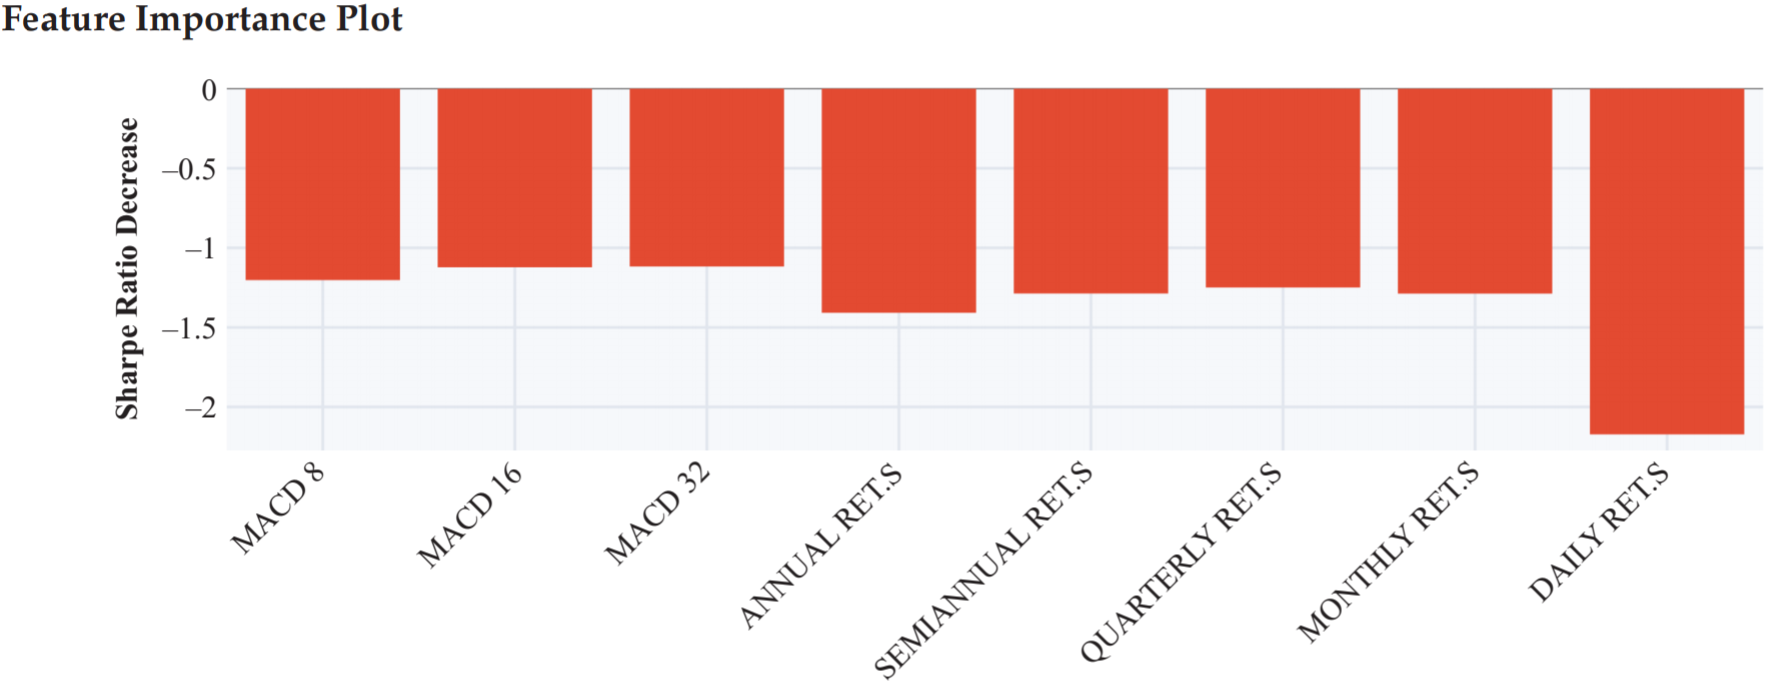 Feature Importance Plot
Sharpe Ratio Decrease
0
–0.5
–1
–1.5
–2
MACD 8
MACD 16
MACD 32
ANNUAL RET.S
SEMIANNUAL RET.S
QUARTERLY RET.S
MONTHLY RET.S
DAILY RET.S